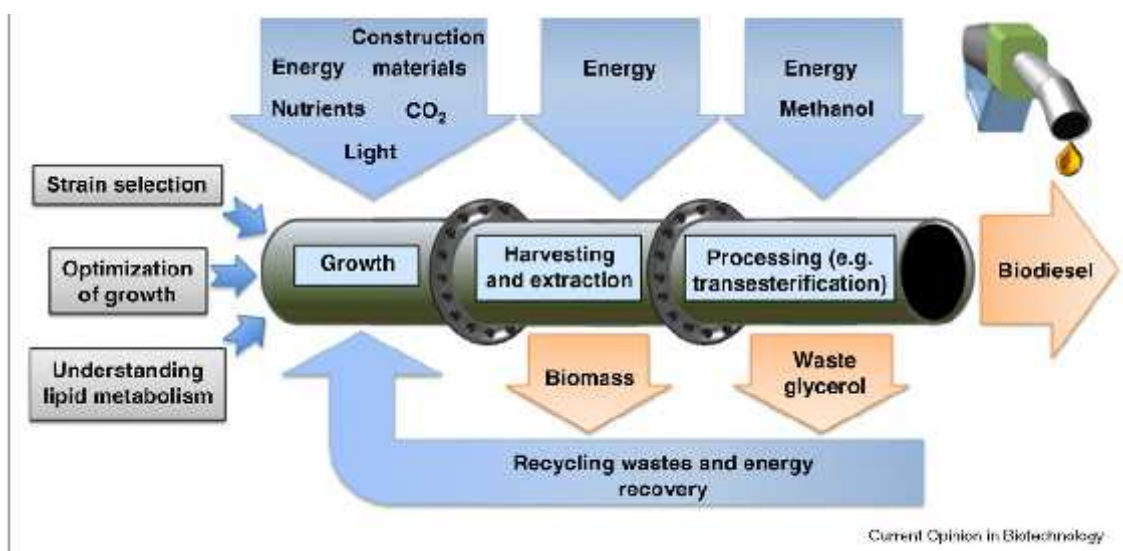 Construction
Energy materials
Nutrients CO₂
Light
Energy
Energy
Methanol
Strain selection
Optimization
of growth
Understanding
lipid metabolism
Growth
Harvesting
and extraction
Processing (e.g.
transesterification)
Biodiesel
Biomass
Waste
glycerol
Recycling wastes and energy
recovery
Current Opinion in Biotechnology